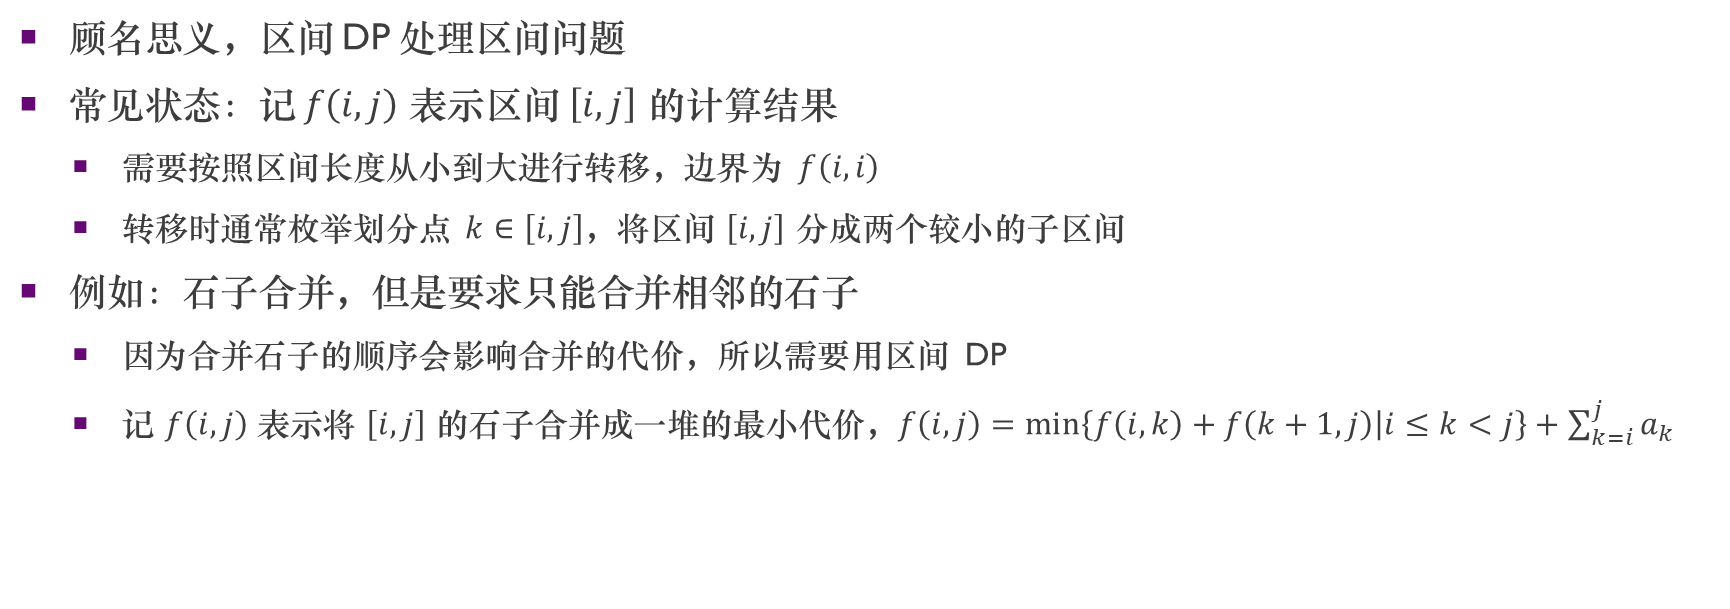 顾名思义，区间 DP 处理区间问题
常见状态：记 f(i,j) 表示区间 [i,j] 的计算结果
需要按照区间长度从小到大进行转移，边界为 f(i,i)
转移时通常枚举划分点 k ∈ [i,j]，将区间 [i,j] 分成两个较小的子区间
例如：石子合并，但是要求只能合并相邻的石子
因为合并石子的顺序会影响合并的代价，所以需要用区间 DP
记 f(i,j) 表示将 [i,j] 的石子合并成一堆的最小代价，f(i,j) = min{f(i,k) + f(k+1,j)|i ≤ k < j} + ∑_{k=i}^{j} a_k